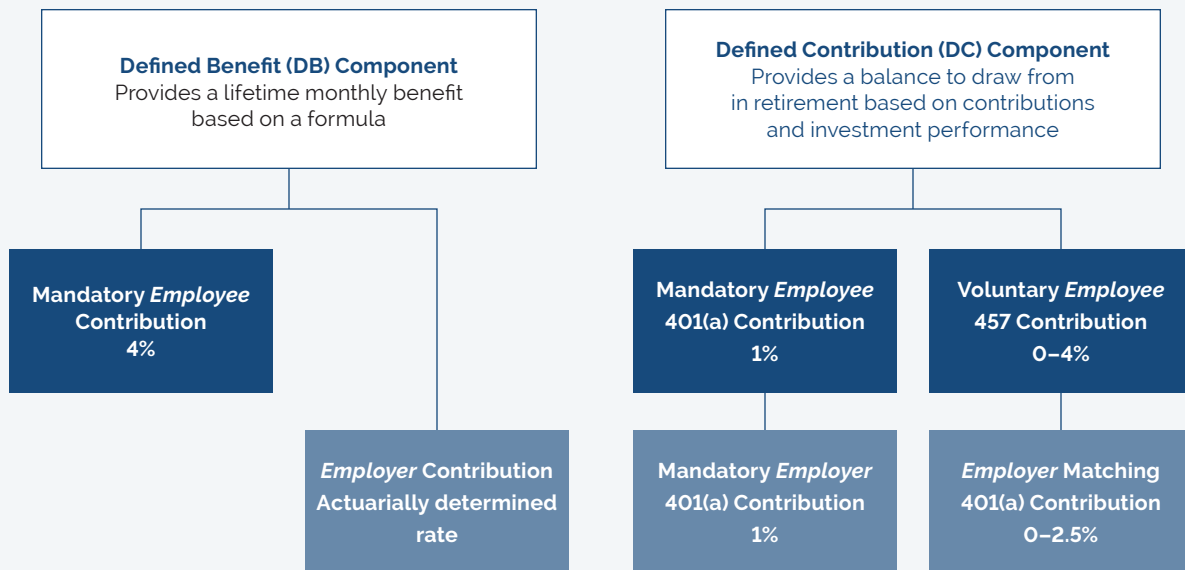 Defined Benefit (DB) Component
Provides a lifetime monthly benefit
based on a formula
Defined Contribution (DC) Component
Provides a balance to draw from
in retirement based on contributions
and investment performance
Mandatory Employee
Contribution
4%
Mandatory Employee
401(a) Contribution
1%
Voluntary Employee
457 Contribution
0–4%
Employer Contribution
Actuarially determined
rate
Mandatory Employer
401(a) Contribution
1%
Employer Matching
401(a) Contribution
0–2.5%